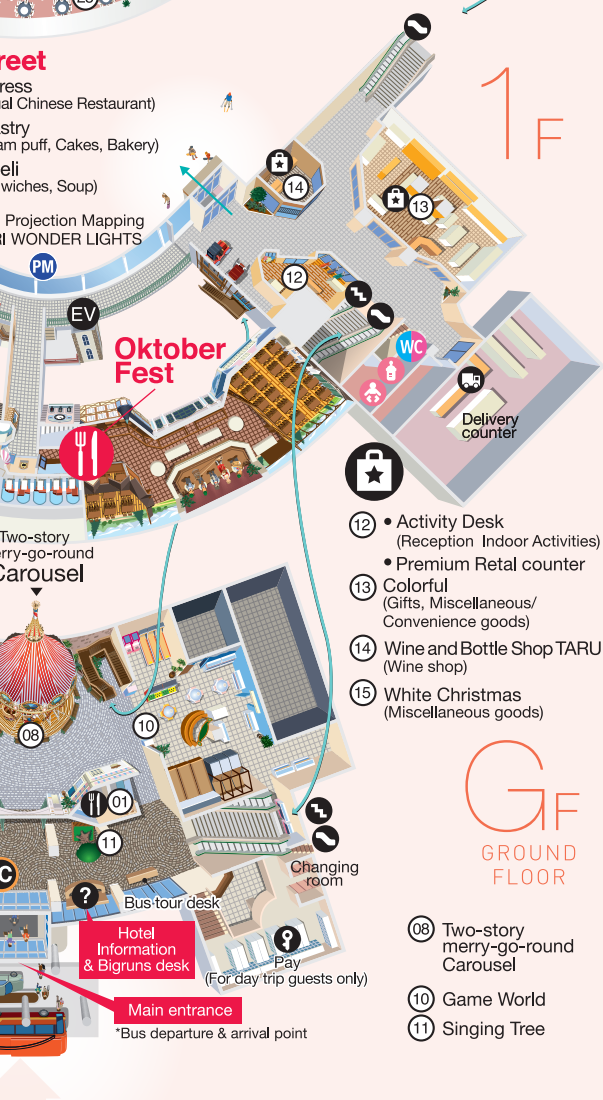 1F
reet
ress
ual Chinese Restaurant)
stry
am puff, Cakes, Bakery)
eli
wiches, Soup)
Projection Mapping
RI WONDER LIGHTS
PM
EV
14
13
12
WC
Oktober
Fest
Delivery
counter
12 • Activity Desk
(Reception Indoor Activities)
• Premium Retal counter
13 Colorful
(Gifts, Miscellaneous/
Convenience goods)
14 Wine and Bottle Shop TARU
(Wine shop)
15 White Christmas
(Miscellaneous goods)
Two-story
erry-go-round
Carousel
08
10
01
11
C
?
Changing
room
Bus tour desk
Hotel
Information
& Bigruns desk
Pay
(For day trip guests only)
Main entrance
*Bus departure & arrival point
GF
GROUND
FLOOR
08 Two-story
merry-go-round
Carousel
10 Game World
11 Singing Tree